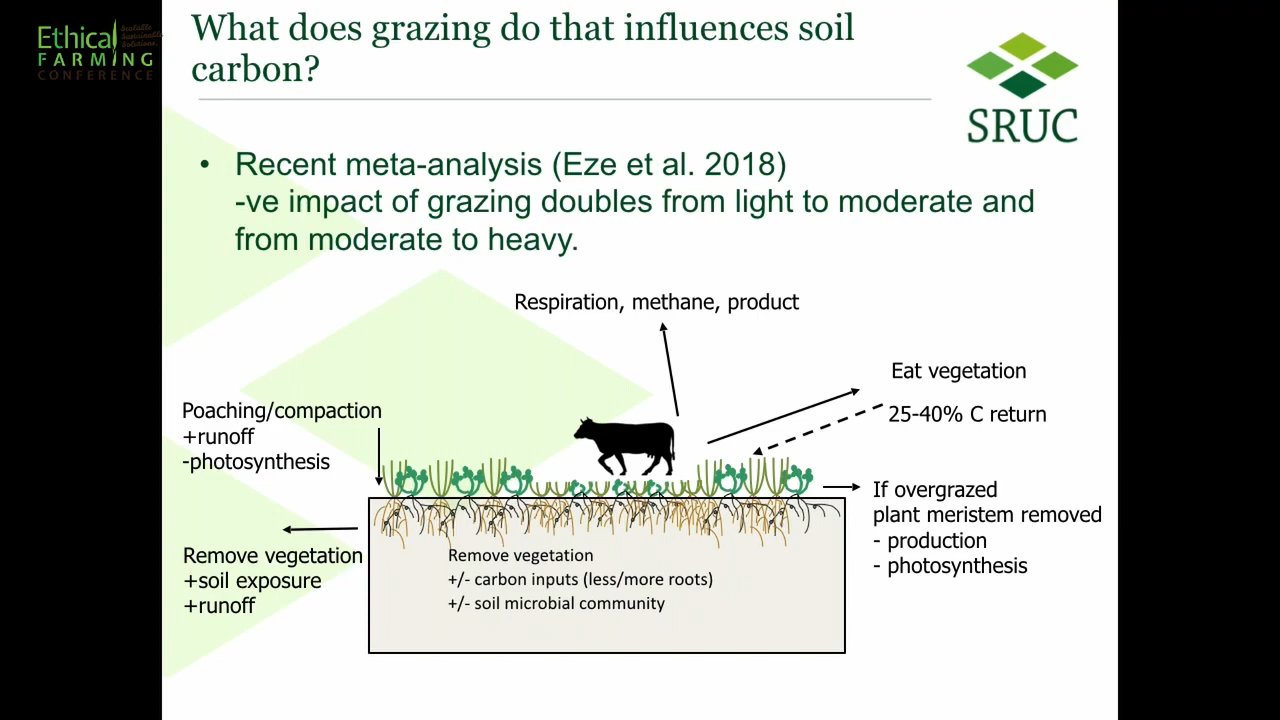 Ethical
Scalable
Sustainable
Solutions.
FARMING
CONFERENCE
What does grazing do that influences soil
carbon?
SRUC
• Recent meta-analysis (Eze et al. 2018)
-ve impact of grazing doubles from light to moderate and
from moderate to heavy.
Respiration, methane, product
Eat vegetation
25-40% C return
Poaching/compaction
+runoff
-photosynthesis
If overgrazed
plant meristem removed
- production
- photosynthesis
Remove vegetation
+soil exposure
+runoff
Remove vegetation
+/- carbon inputs (less/more roots)
+/- soil microbial community